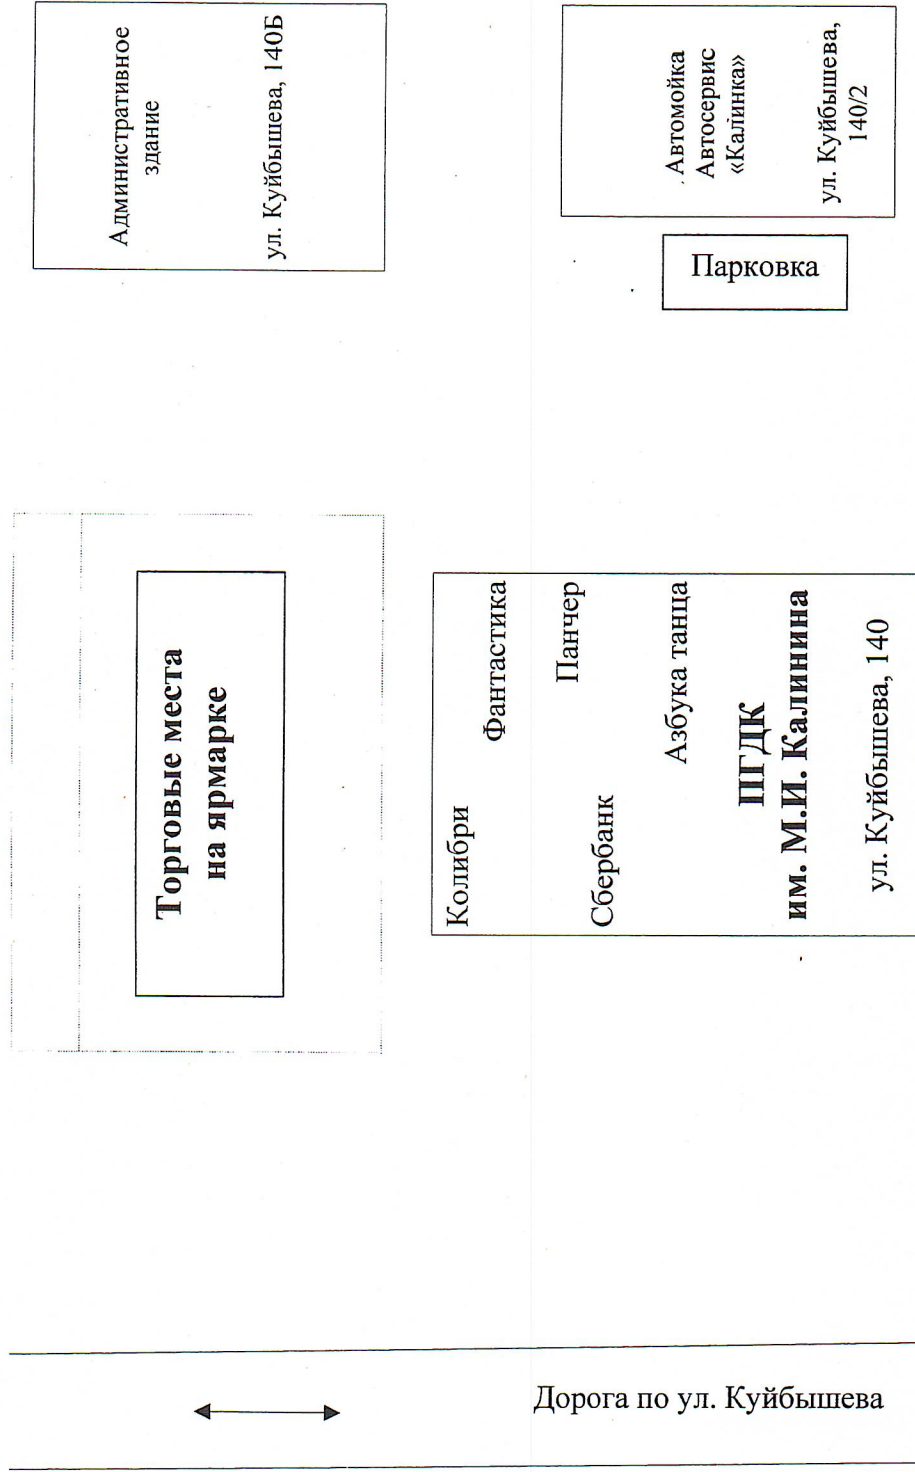 Административное
здание
ул. Куйбышева, 140Б
Автомойка
Автосервис
«Калинка»
ул. Куйбышева,
140/2
Парковка
Торговые места
на ярмарке
Колибри
Фантастика
Панчер
Сбербанк
Азбука танца
ПГДК
им. М.И. Калинина
ул. Куйбышева, 140
Дорога по ул. Куйбышева